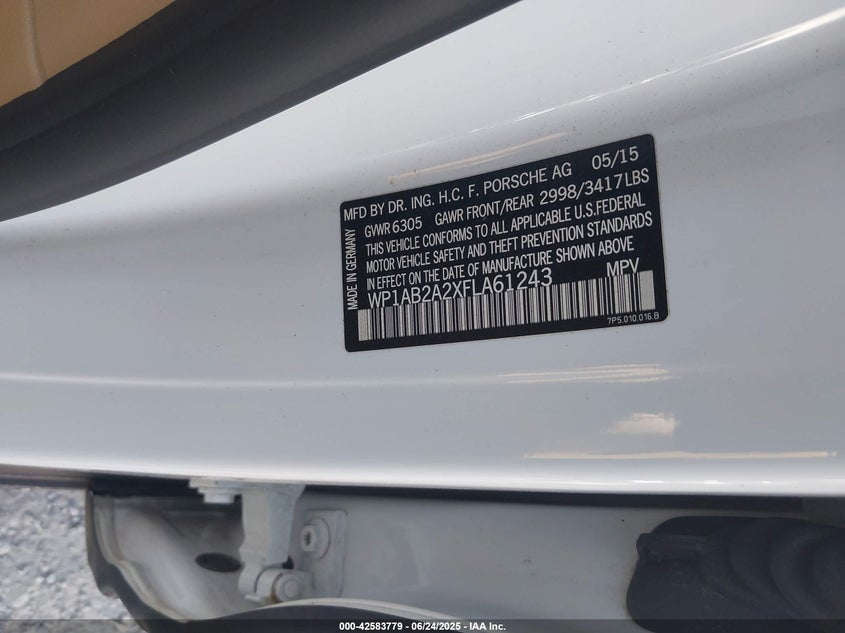 MFD BY DR. ING. H.C. F. PORSCHE AG 05/15
GVWR 6305 GAWR FRONT/REAR 2998/3417LBS
THIS VEHICLE CONFORMS TO ALL APPLICABLE U.S.FEDERAL
MOTOR VEHICLE SAFETY AND THEFT PREVENTION STANDARDS
IN EFFECT ON THE DATE OF MANUFACTURE SHOWN ABOVE
WP1AB2A2XFLA61243 MPV
7P5.010.016.B
MADE IN GERMANY
000-42583779 - 06/24/2025 - IAA Inc.